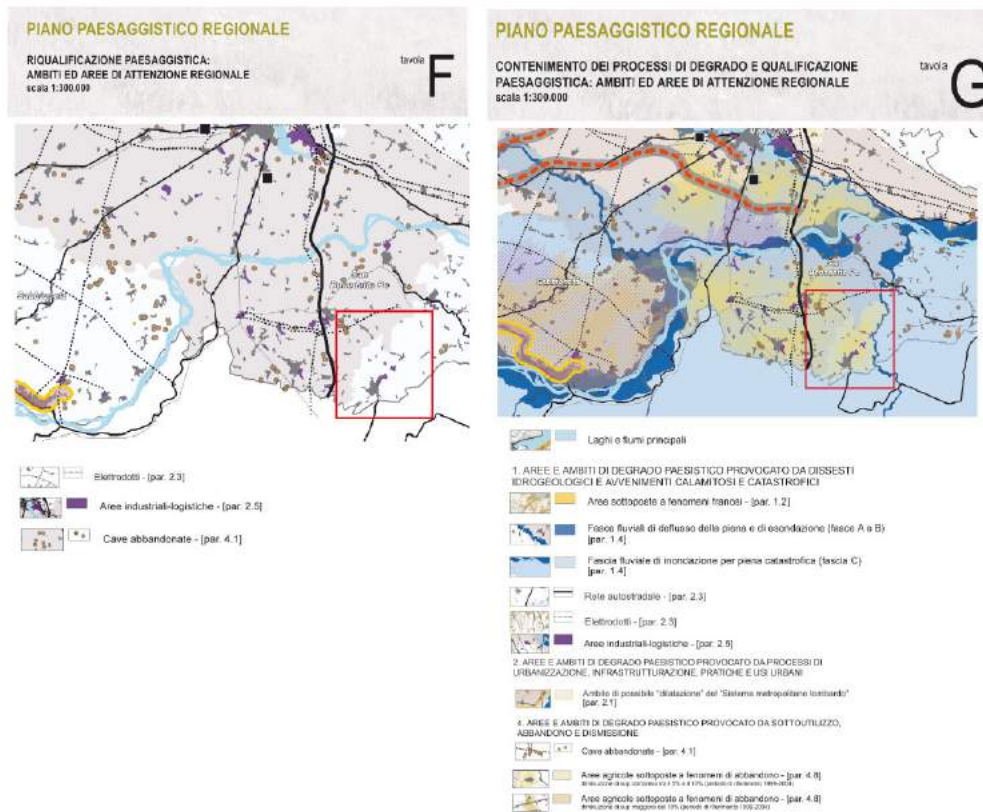 PIANO PAESAGGISTICO REGIONALE
RIQUALIFICAZIONE PAESAGGISTICA:
AMBITI ED AREE DI ATTENZIONE REGIONALE
scala 1:300.000
tavola
F
San
Benedetto Po
Elettrodotti - [par. 2.3]
Aree industriali-logistiche - [par. 2.5]
Cave abbandonate - [par. 4.1]
PIANO PAESAGGISTICO REGIONALE
CONTENIMENTO DEI PROCESSI DI DEGRADO E QUALIFICAZIONE
PAESAGGISTICA: AMBITI ED AREE DI ATTENZIONE REGIONALE
scala 1:300.000
tavola
G
Laghi e fiumi principali
1. AREE E AMBITI DI DEGRADO PAESISTICO PROVOCATO DA DISSESTI
IDROGEOLOGICI E AVVENIMENTI CALAMITOSI E CATASTROFICI
Aree sottoposte a fenomeni franosi - [par. 1.2]
Fasce fluviali di deflusso della piena e di esondazione (fasce A e B)
[par. 1.4]
Fascia fluviale di inondazione per piena catastrofica (fascia C)
[par. 1.4]
Rete autostradale - [par. 2.3]
Elettrodotti - [par. 2.3]
Aree industriali-logistiche - [par. 2.5]
2. AREE E AMBITI DI DEGRADO PAESISTICO PROVOCATO DA PROCESSI DI
URBANIZZAZIONE, INFRASTRUTTURAZIONE, PRATICHE E USI URBANI
Ambito di possibile "dilatazione" del "Sistema metropolitano lombardo"
[par. 2.1]
4. AREE E AMBITI DI DEGRADO PAESISTICO PROVOCATO DA SOTTOUTILIZZO,
ABBANDONO E DISMISSIONE
Cave abbandonate - [par. 4.1]
Aree agricole sottoposte a fenomeni di abbandono - [par. 4.8]
Aree agricole sottoposte a fenomeni di abbandono - [par. 4.8]